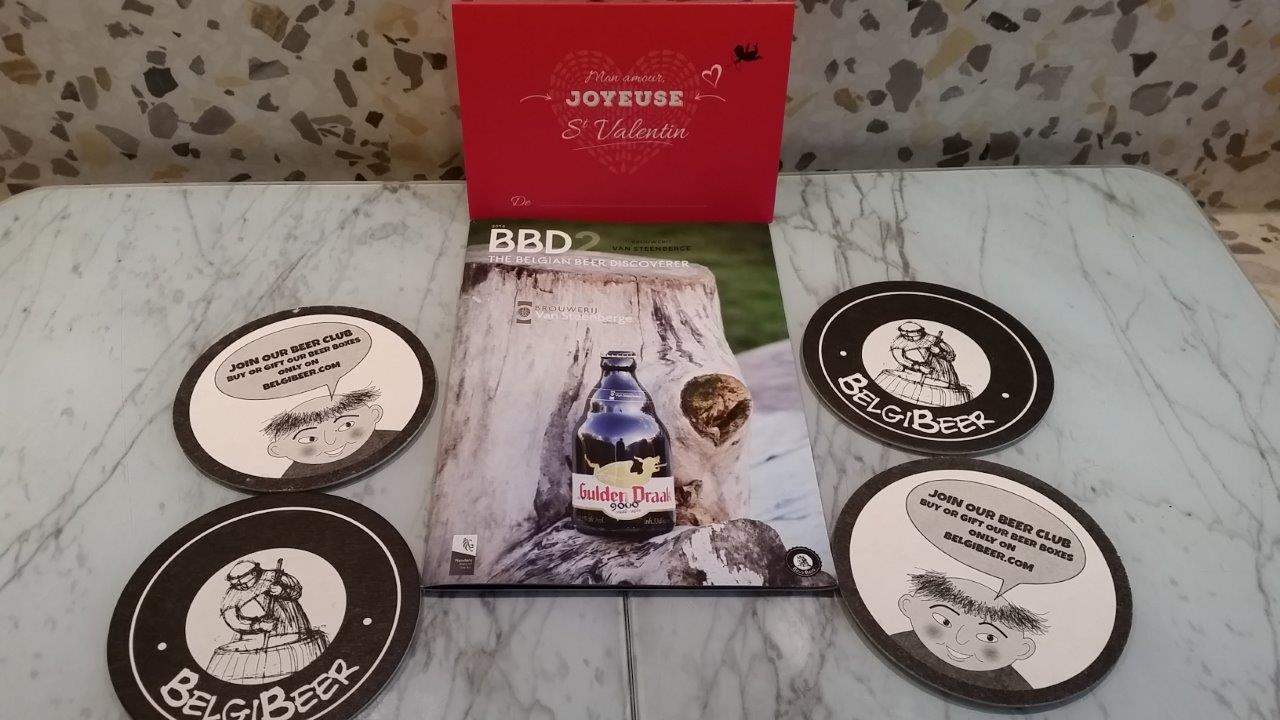 Mon amour,
JOYEUSE
St Valentin
De
2014
BBD2
BROUWERIJ
VAN STEENBERGE
THE BELGIAN BEER DISCOVERER
BROUWERIJ
Van Steenberge
Gulden Draak
9000
JOIN OUR BEER CLUB
BUY OR GIFT OUR BEER BOXES
ONLY ON
BELGIBEER.COM
BELGIBEER
BELGIBEER
JOIN OUR BEER CLUB
BUY OR GIFT OUR BEER BOXES
ONLY ON
BELGIBEER.COM